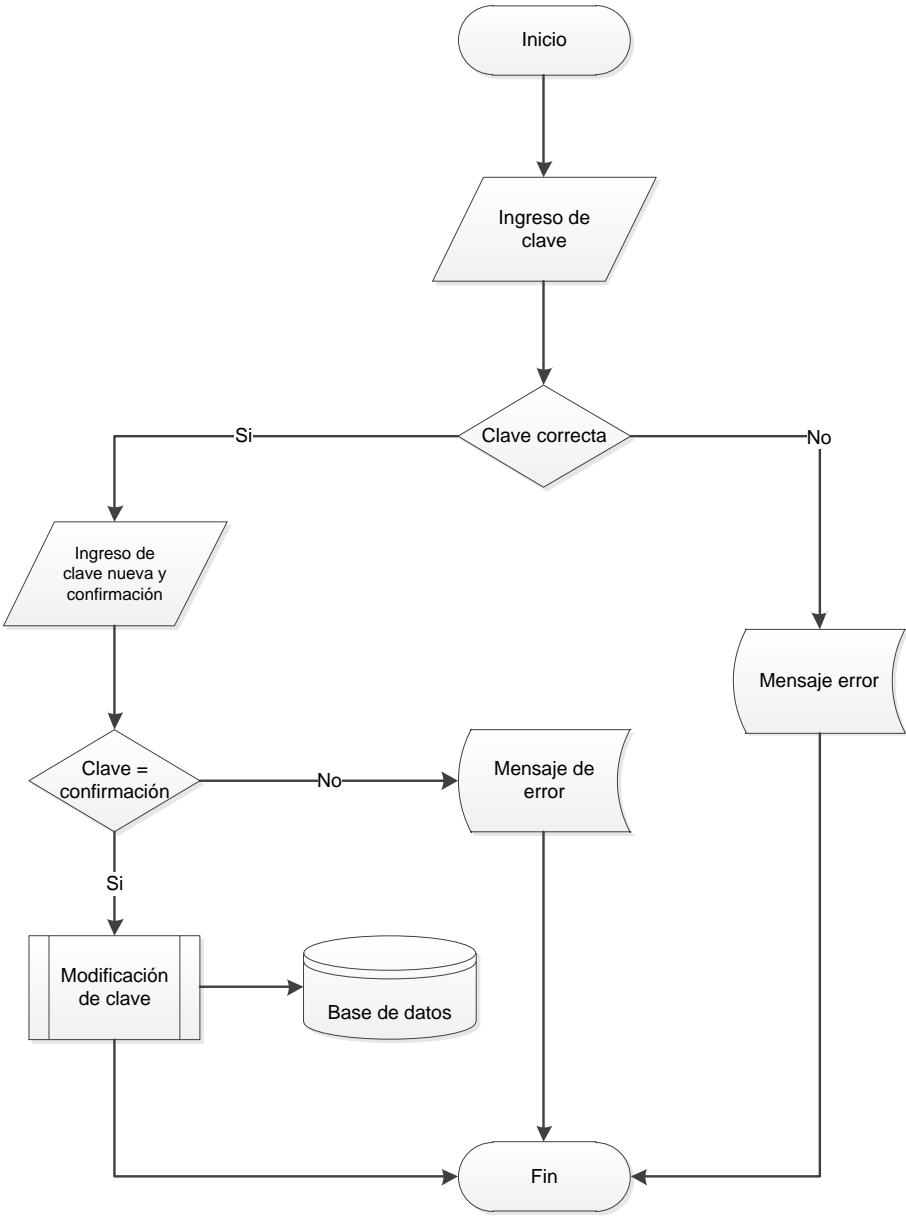 Inicio
Ingreso de
clave
Clave correcta
Si
No
Ingreso de
clave nueva y
confirmación
Mensaje error
Clave =
confirmación
No
Mensaje de
error
Si
Modificación
de clave
Base de datos
Fin